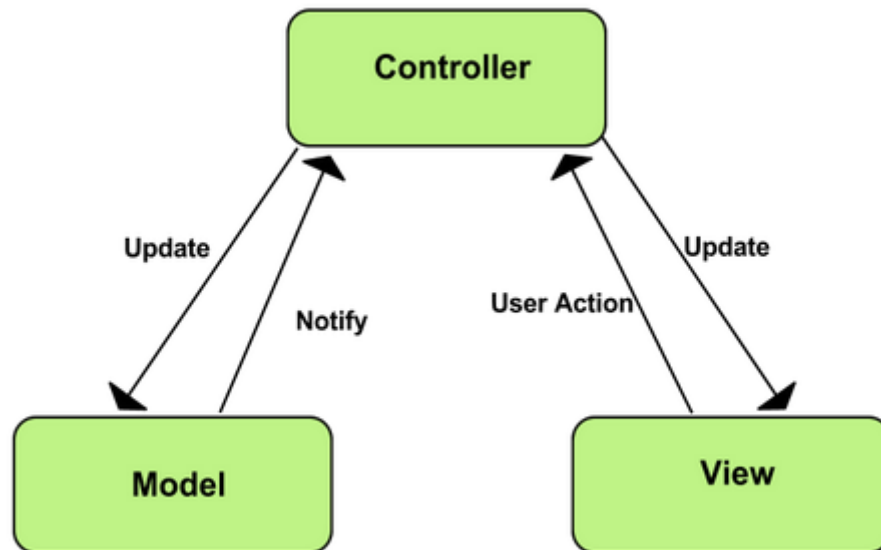 Controller
Update
Update
User Action
Notify
Model
View